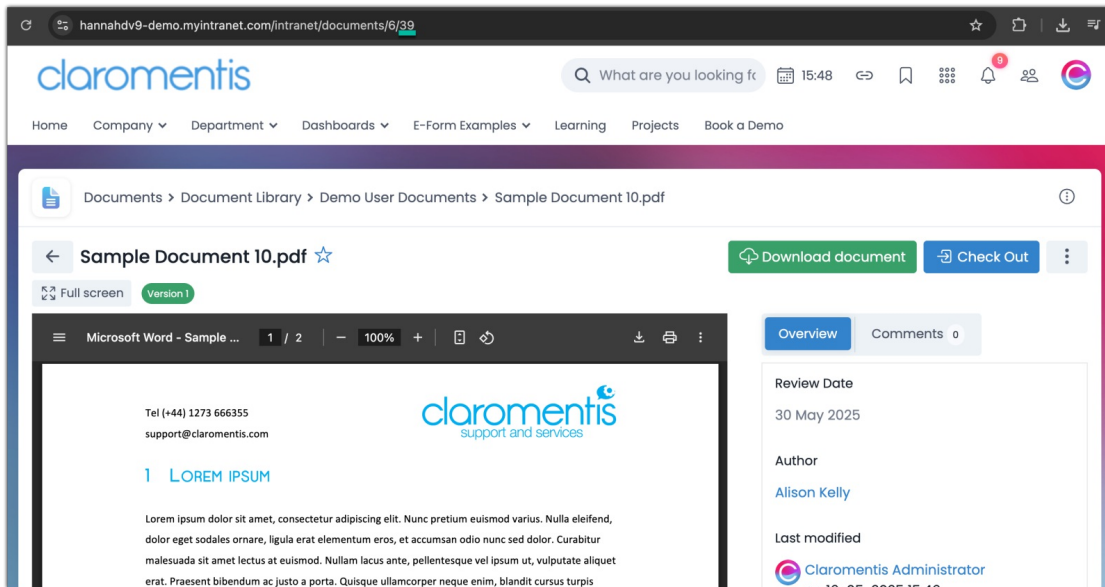 hannahdv9-demo.myintranet.com/intranet/documents/6/39
claromentis
What are you looking fo
15:48
9
Home Company Department Dashboards E-Form Examples Learning Projects Book a Demo
Documents > Document Library > Demo User Documents > Sample Document 10.pdf
Sample Document 10.pdf
Download document
Check Out
Full screen
Version 1
Microsoft Word - Sample ... 1 / 2 − 100% +
Overview
Comments 0
Tel (+44) 1273 666355
support@claromentis.com
claromentis
support and services
1 Lorem ipsum
Lorem ipsum dolor sit amet, consectetur adipiscing elit. Nunc pretium euismod varius. Nulla eleifend,
dolor eget sodales ornare, ligula erat elementum eros, et accumsan odio nunc sed dolor. Curabitur
malesuada sit amet lectus at euismod. Nullam lacus ante, pellentesque vel ipsum ut, vulputate aliquet
erat. Praesent bibendum ac justo a porta. Quisque ullamcorper neque enim, blandit cursus turpis
Review Date
30 May 2025
Author
Alison Kelly
Last modified
Claromentis Administrator